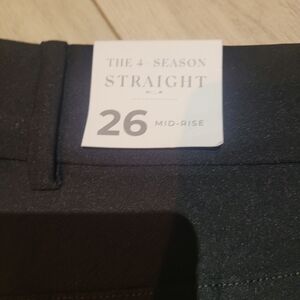 THE 4-SEASON
STRAIGHT
26 MID-RISE